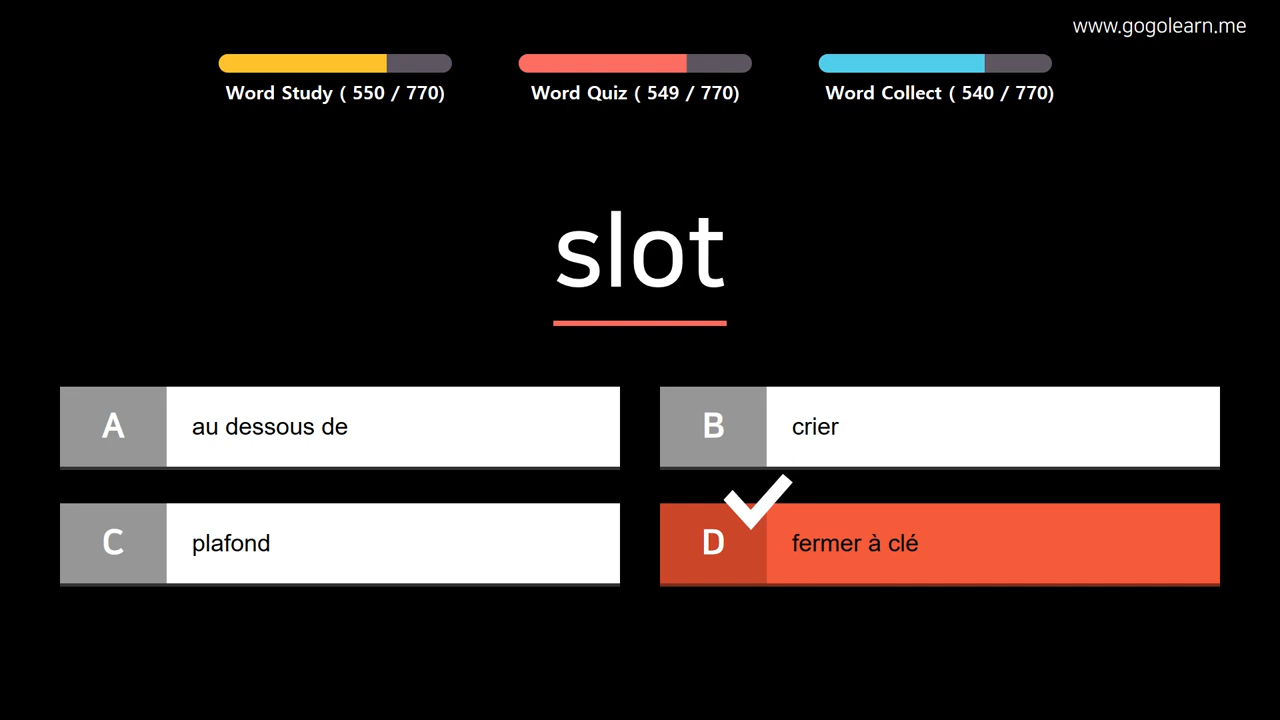 www.gogolearn.me
Word Study ( 550 / 770)
Word Quiz ( 549 / 770)
Word Collect ( 540 / 770)
slot
A au dessous de
B crier
C plafond
D fermer à clé